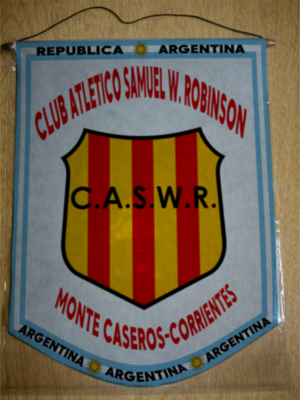 REPUBLICA ARGENTINA
CLUB ATLETICO SAMUEL W. ROBINSON
C.A.S.W.R.
MONTE CASEROS-CORRIENTES
ARGENTINA ARGENTINA ARGENTINA